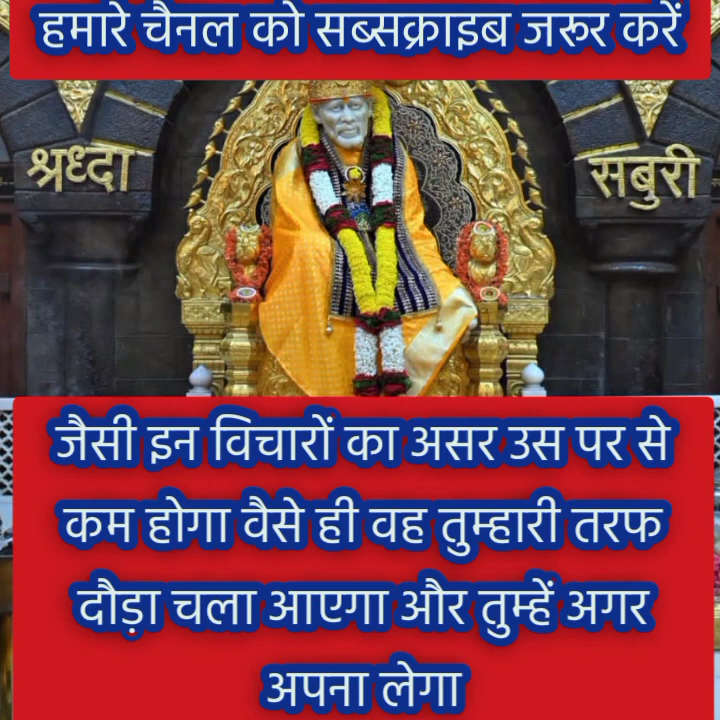 हमारे चैनल को सब्सक्राइब जरूर करें
श्रध्दा
सबुरी
जैसी इन विचारों का असर उस पर से
कम होगा वैसे ही वह तुम्हारी तरफ
दौड़ा चला आएगा और तुम्हें अगर
अपना लेगा